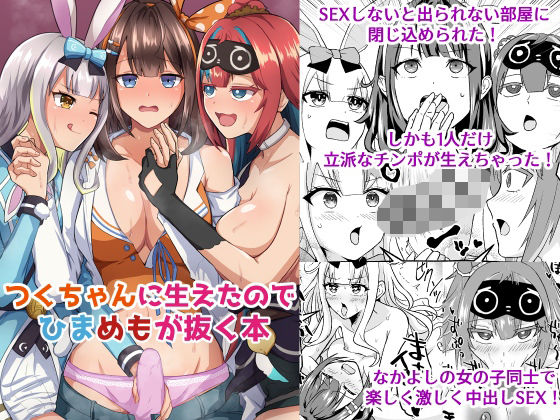 つくちゃんに生えたので
ひまめもが抜く本
SEXしないと出られない部屋に
閉じ込められた！
しかも1人だけ
立派なチンポが生えちゃった！
なかよしの女の子同士で
楽しく激しく中出しSEX！